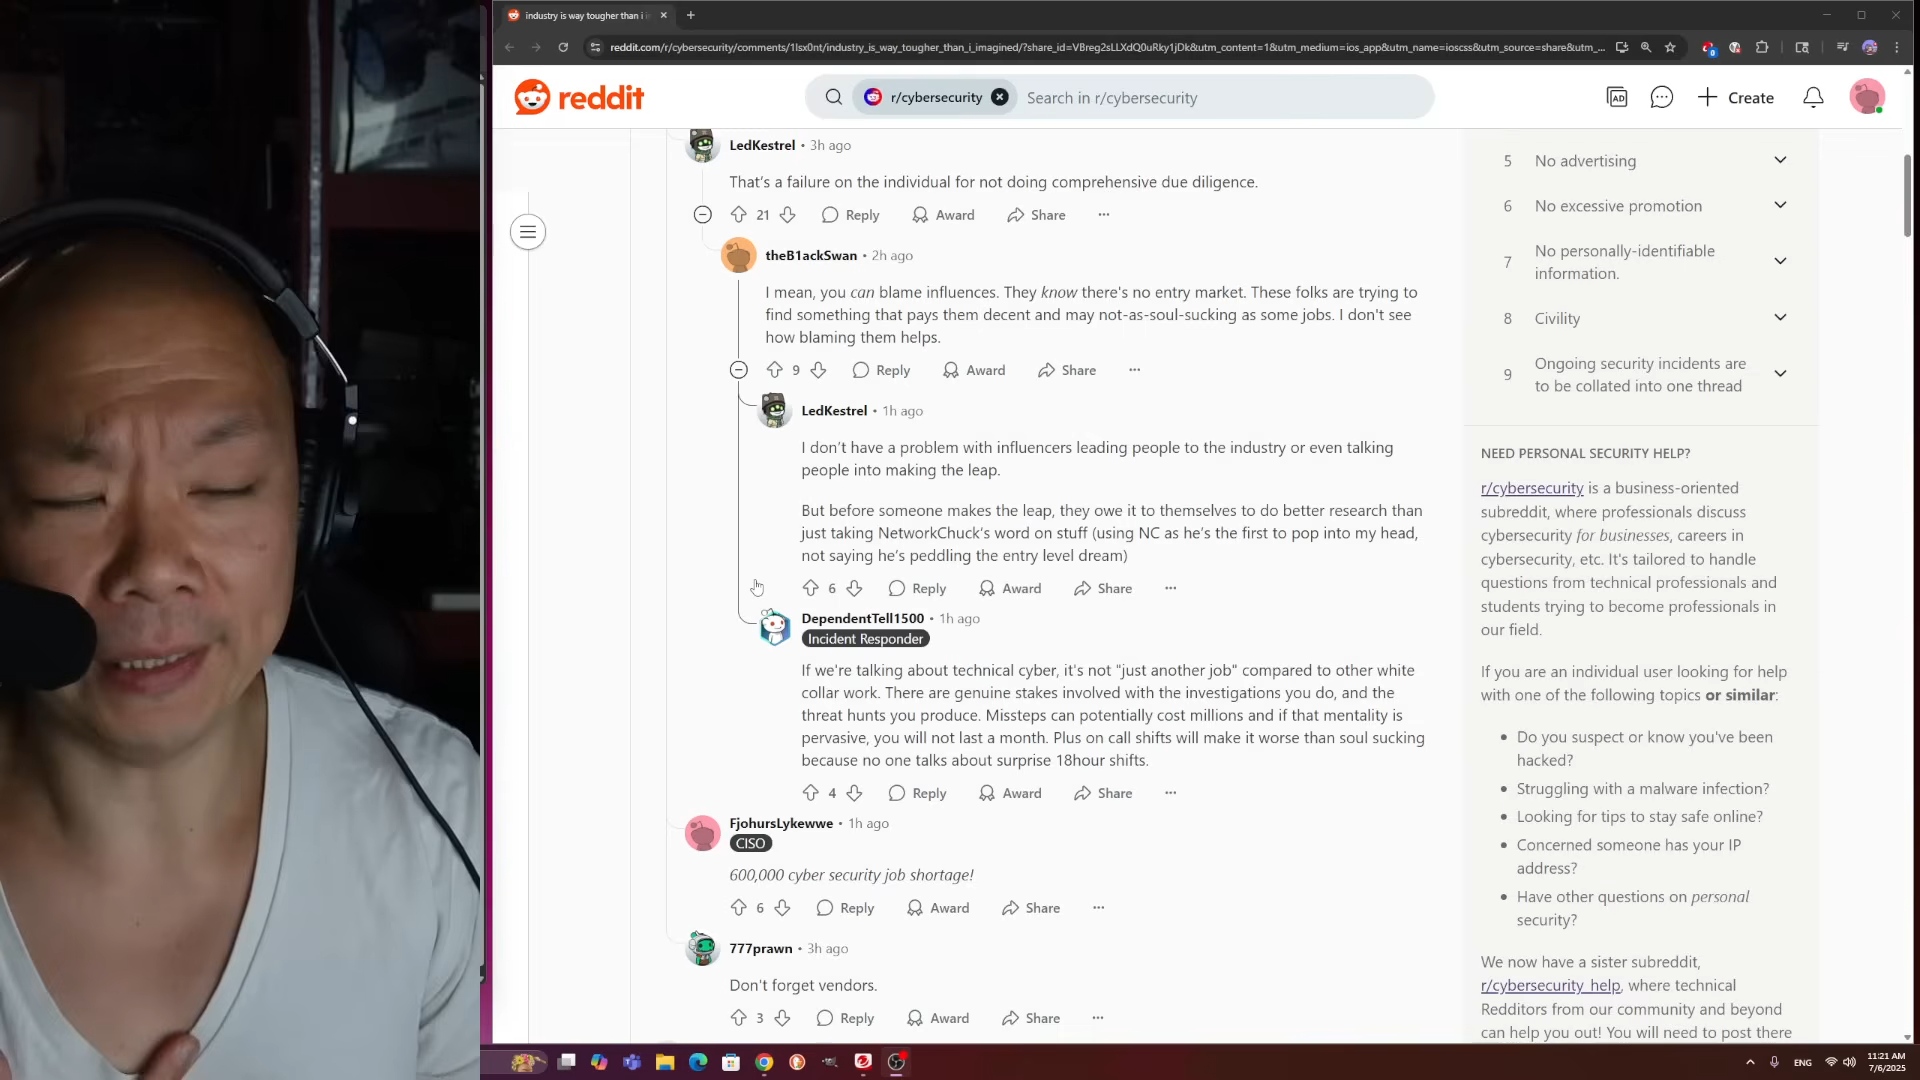 industry is way tougher than i i
reddit.com/r/cybersecurity/comments/1lsx0nt/industry_is_way_tougher_than_i_imagined/?share_id=VBreg2sLLXdQ0uRky1jDk&utm_content=1&utm_medium=ios_app&utm_name=ioscss&utm_source=share&utm_...
reddit
r/cybersecurity
Search in r/cybersecurity
Create
LedKestrel • 3h ago
That's a failure on the individual for not doing comprehensive due diligence.
21 Reply Award Share ...
theB1ackSwan • 2h ago
I mean, you can blame influences. They know there's no entry market. These folks are trying to
find something that pays them decent and may not-as-soul-sucking as some jobs. I don't see
how blaming them helps.
9 Reply Award Share ...
LedKestrel • 1h ago
I don't have a problem with influencers leading people to the industry or even talking
people into making the leap.
But before someone makes the leap, they owe it to themselves to do better research than
just taking NetworkChuck's word on stuff (using NC as he's the first to pop into my head,
not saying he's peddling the entry level dream)
6 Reply Award Share ...
DependentTell1500 • 1h ago
Incident Responder
If we're talking about technical cyber, it's not "just another job" compared to other white
collar work. There are genuine stakes involved with the investigations you do, and the
threat hunts you produce. Missteps can potentially cost millions and if that mentality is
pervasive, you will not last a month. Plus on call shifts will make it worse than soul sucking
because no one talks about surprise 18hour shifts.
4 Reply Award Share ...
FjohursLykewwe • 1h ago
CISO
600,000 cyber security job shortage!
6 Reply Award Share ...
777prawn • 3h ago
Don't forget vendors.
3 Reply Award Share ...
5 No advertising
6 No excessive promotion
7 No personally-identifiable
information.
8 Civility
9 Ongoing security incidents are
to be collated into one thread
NEED PERSONAL SECURITY HELP?
r/cybersecurity is a business-oriented
subreddit, where professionals discuss
cybersecurity for businesses, careers in
cybersecurity, etc. It's tailored to handle
questions from technical professionals and
students trying to become professionals in
our field.
If you are an individual user looking for help
with one of the following topics or similar:
• Do you suspect or know you've been
hacked?
• Struggling with a malware infection?
• Looking for tips to stay safe online?
• Concerned someone has your IP
address?
• Have other questions on personal
security?
We now have a sister subreddit,
r/cybersecurity_help, where technical
Redditors from our community and beyond
can help you out! You will need to post there
ENG
11:21 AM
7/6/2025